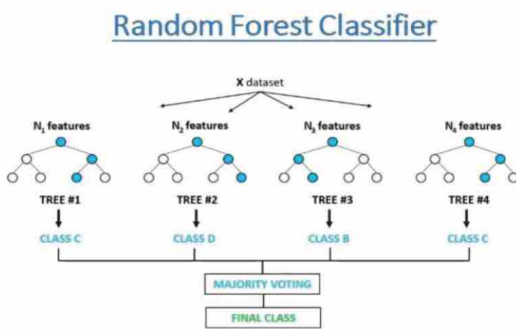 Random Forest Classifier
X dataset
N₁ features N₂ features N₃ features N₄ features
TREE #1 TREE #2 TREE #3 TREE #4
CLASS C CLASS D CLASS B CLASS C
MAJORITY VOTING
FINAL CLASS